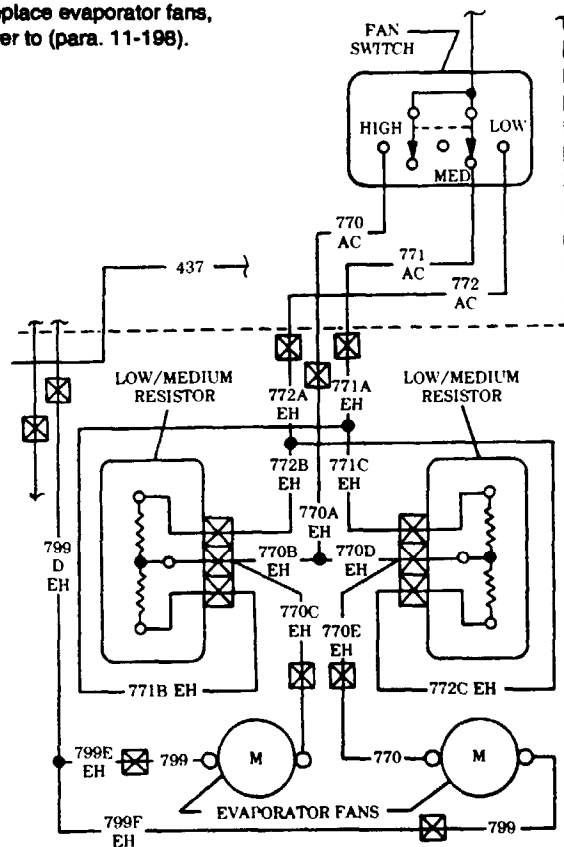 eplace evaporator fans,
er to (para. 11-198).
FAN
SWITCH
HIGH
LOW
MED
770
AC
771
AC
772
AC
437
LOW/MEDIUM
RESISTOR
LOW/MEDIUM
RESISTOR
772A
EH
771A
EH
772B
EH
771C
EH
770A
EH
799
D
EH
770B
EH
770D
EH
770C
EH
770E
EH
771B EH
772C EH
799E
EH
799
M
770
M
EVAPORATOR FANS
799F
EH
799